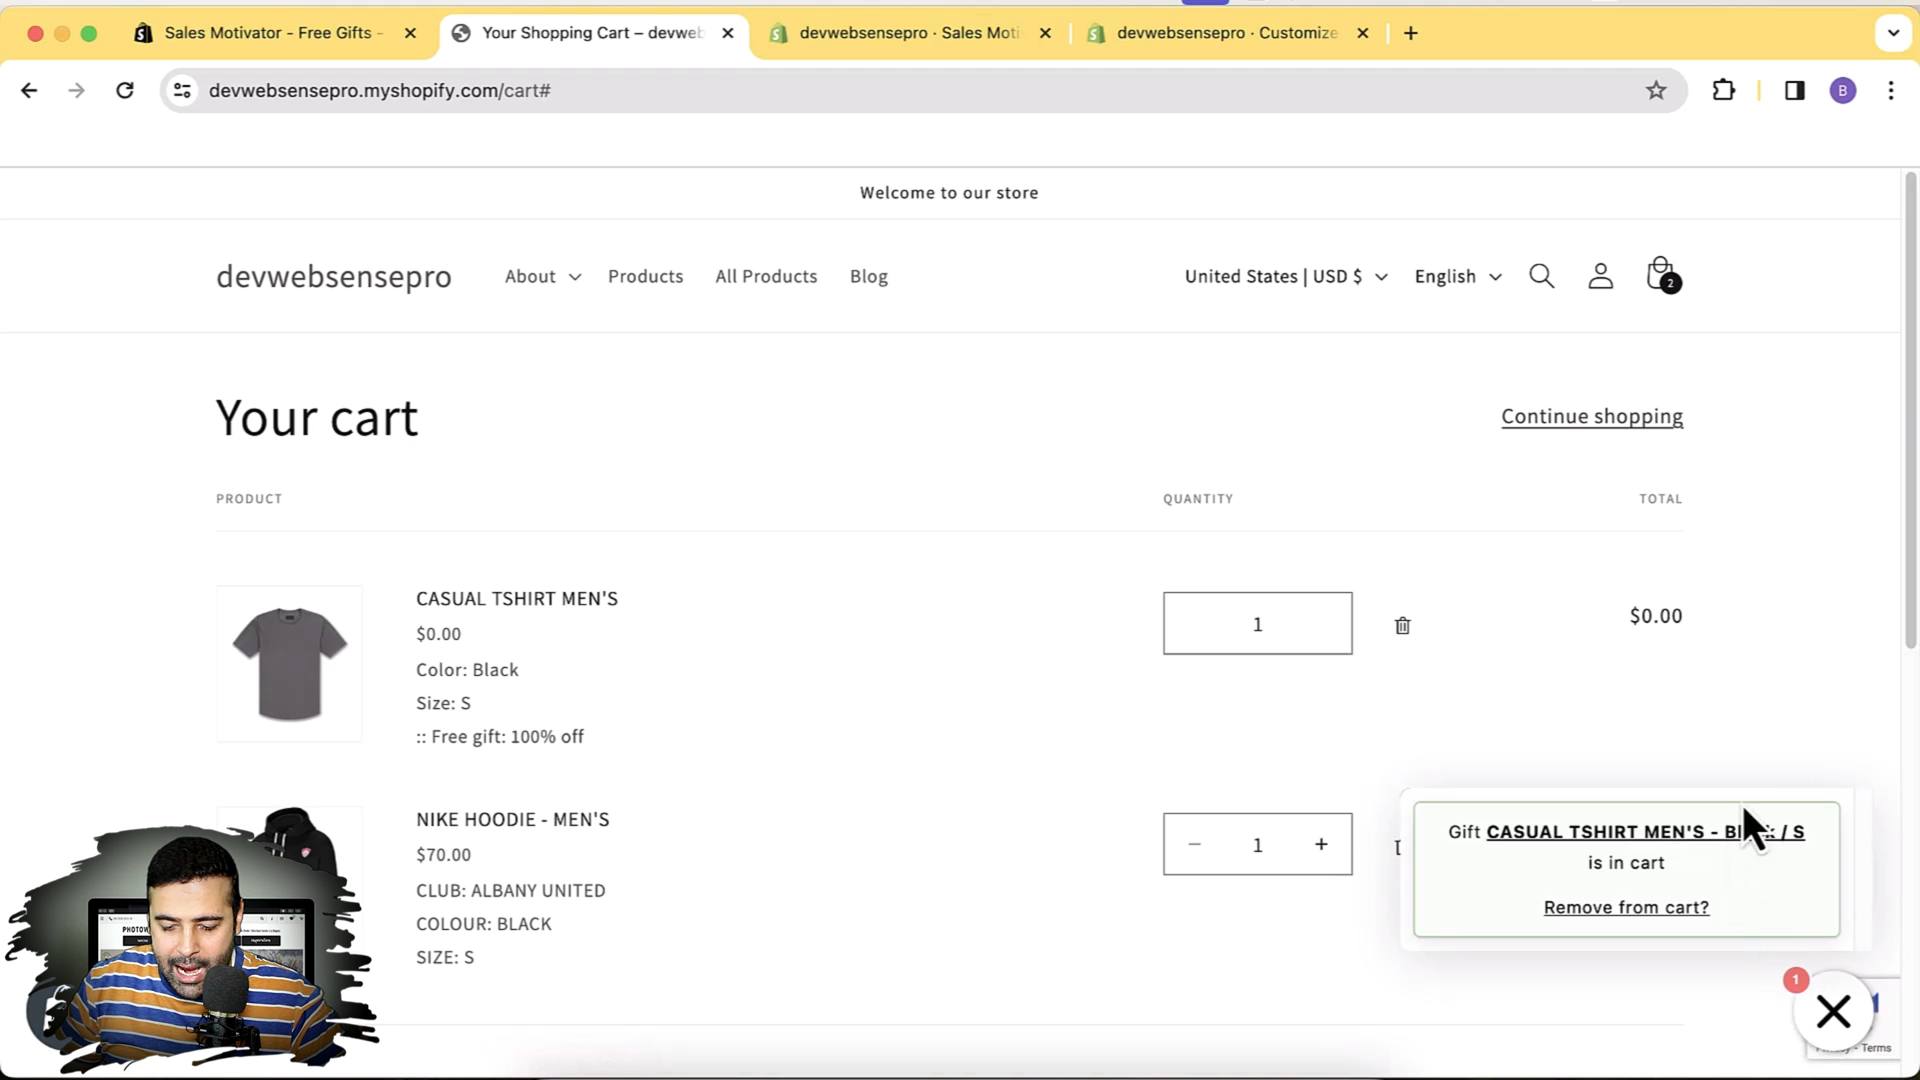 Sales Motivator - Free Gifts -
Your Shopping Cart – devweb
devwebsensepro · Sales Moti
devwebsensepro · Customize
devwebsensepro.myshopify.com/cart#
B
Welcome to our store
devwebsensepro
About
Products
All Products
Blog
United States | USD $
English
2
Your cart
Continue shopping
PRODUCT
QUANTITY
TOTAL
CASUAL TSHIRT MEN'S
$0.00
Color: Black
Size: S
:: Free gift: 100% off
1
$0.00
NIKE HOODIE - MEN'S
$70.00
CLUB: ALBANY UNITED
COLOUR: BLACK
SIZE: S
− 1 +
Gift CASUAL TSHIRT MEN'S - Black / S
is in cart
Remove from cart?
1
- Terms